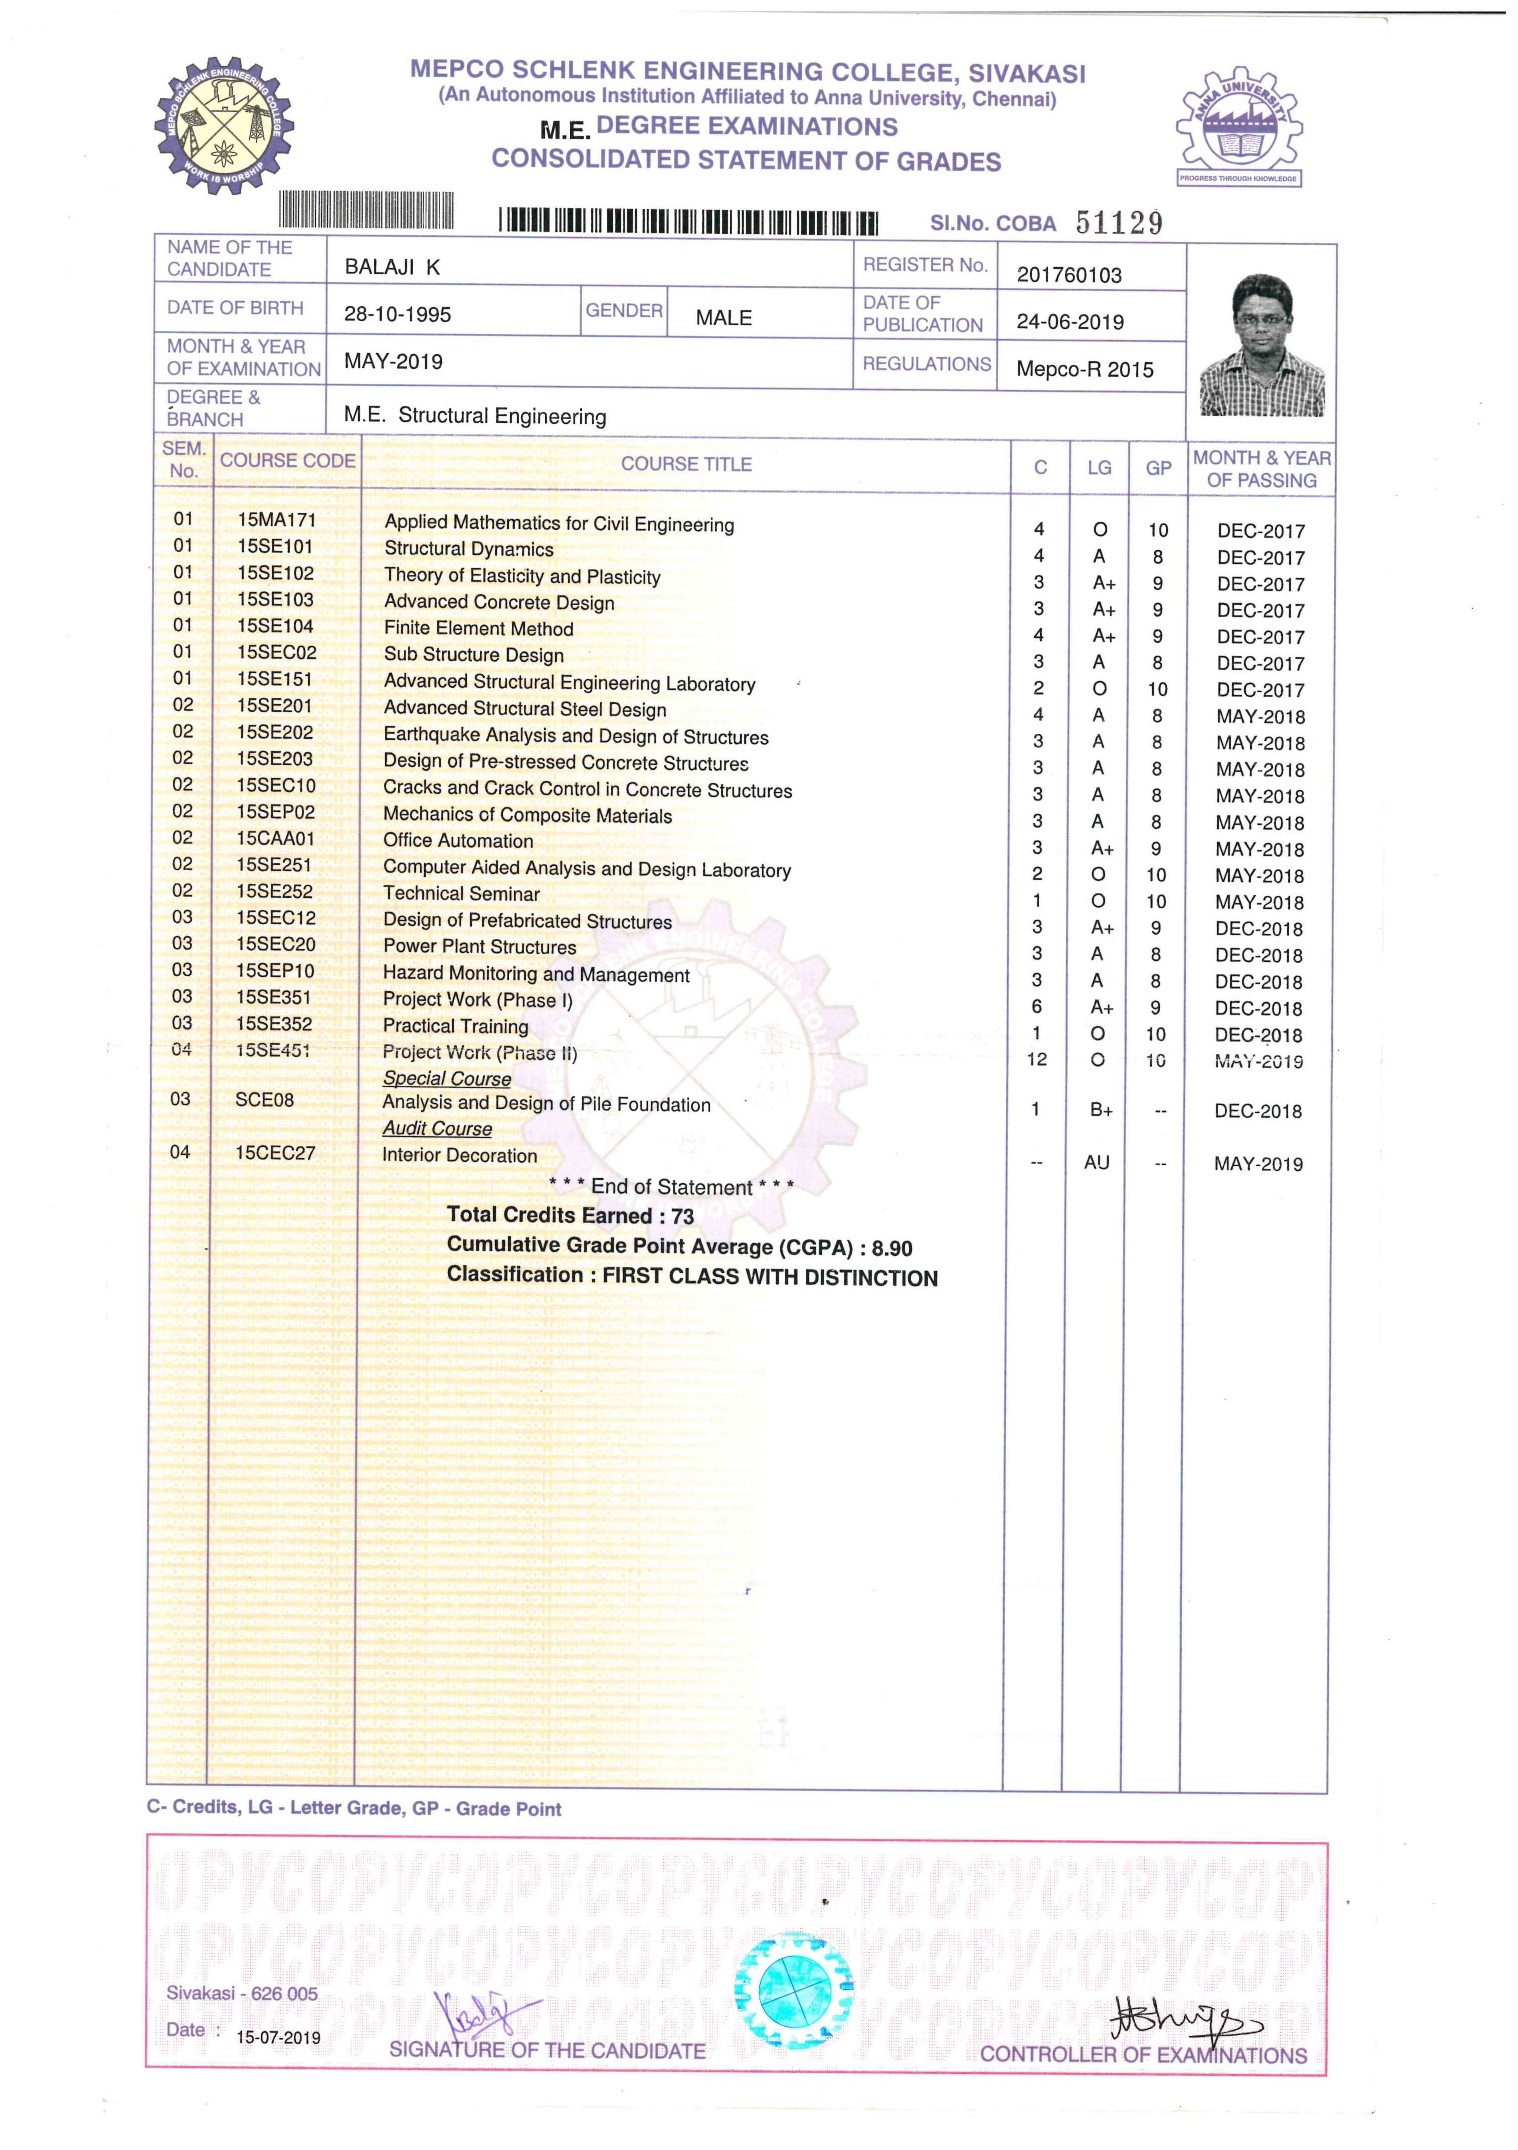 MEPCO SCHLENK ENGINEERING COLLEGE, SIVAKASI
(An Autonomous Institution Affiliated to Anna University, Chennai)
M.E. DEGREE EXAMINATIONS
CONSOLIDATED STATEMENT OF GRADES
MEPCO SCHLENK ENGINEERING COLLEGE
WORK IS WORSHIP
ANNA UNIVERSITY
PROGRESS THROUGH KNOWLEDGE
SI.No. COBA 51129
NAME OF THE CANDIDATE BALAJI K REGISTER No. 201760103
DATE OF BIRTH 28-10-1995 GENDER MALE DATE OF PUBLICATION 24-06-2019
MONTH & YEAR OF EXAMINATION MAY-2019 REGULATIONS Mepco-R 2015
DEGREE & BRANCH M.E. Structural Engineering
SEM. No. COURSE CODE COURSE TITLE C LG GP MONTH & YEAR OF PASSING
01 15MA171 Applied Mathematics for Civil Engineering 4 O 10 DEC-2017
01 15SE101 Structural Dynamics 4 A 8 DEC-2017
01 15SE102 Theory of Elasticity and Plasticity 3 A+ 9 DEC-2017
01 15SE103 Advanced Concrete Design 3 A+ 9 DEC-2017
01 15SE104 Finite Element Method 4 A+ 9 DEC-2017
01 15SEC02 Sub Structure Design 3 A 8 DEC-2017
01 15SE151 Advanced Structural Engineering Laboratory 2 O 10 DEC-2017
02 15SE201 Advanced Structural Steel Design 4 A 8 MAY-2018
02 15SE202 Earthquake Analysis and Design of Structures 3 A 8 MAY-2018
02 15SE203 Design of Pre-stressed Concrete Structures 3 A 8 MAY-2018
02 15SEC10 Cracks and Crack Control in Concrete Structures 3 A 8 MAY-2018
02 15SEP02 Mechanics of Composite Materials 3 A 8 MAY-2018
02 15CAA01 Office Automation 3 A+ 9 MAY-2018
02 15SE251 Computer Aided Analysis and Design Laboratory 2 O 10 MAY-2018
02 15SE252 Technical Seminar 1 O 10 MAY-2018
03 15SEC12 Design of Prefabricated Structures 3 A+ 9 DEC-2018
03 15SEC20 Power Plant Structures 3 A 8 DEC-2018
03 15SEP10 Hazard Monitoring and Management 3 A 8 DEC-2018
03 15SE351 Project Work (Phase I) 6 A+ 9 DEC-2018
03 15SE352 Practical Training 1 O 10 DEC-2018
04 15SE451 Project Work (Phase II) 12 O 10 MAY-2019
Special Course
03 SCE08 Analysis and Design of Pile Foundation 1 B+ -- DEC-2018
Audit Course
04 15CEC27 Interior Decoration -- AU -- MAY-2019
* * * End of Statement * * *
Total Credits Earned : 73
Cumulative Grade Point Average (CGPA) : 8.90
Classification : FIRST CLASS WITH DISTINCTION
C- Credits, LG - Letter Grade, GP - Grade Point
Sivakasi - 626 005
Date : 15-07-2019
SIGNATURE OF THE CANDIDATE
CONTROLLER OF EXAMINATIONS